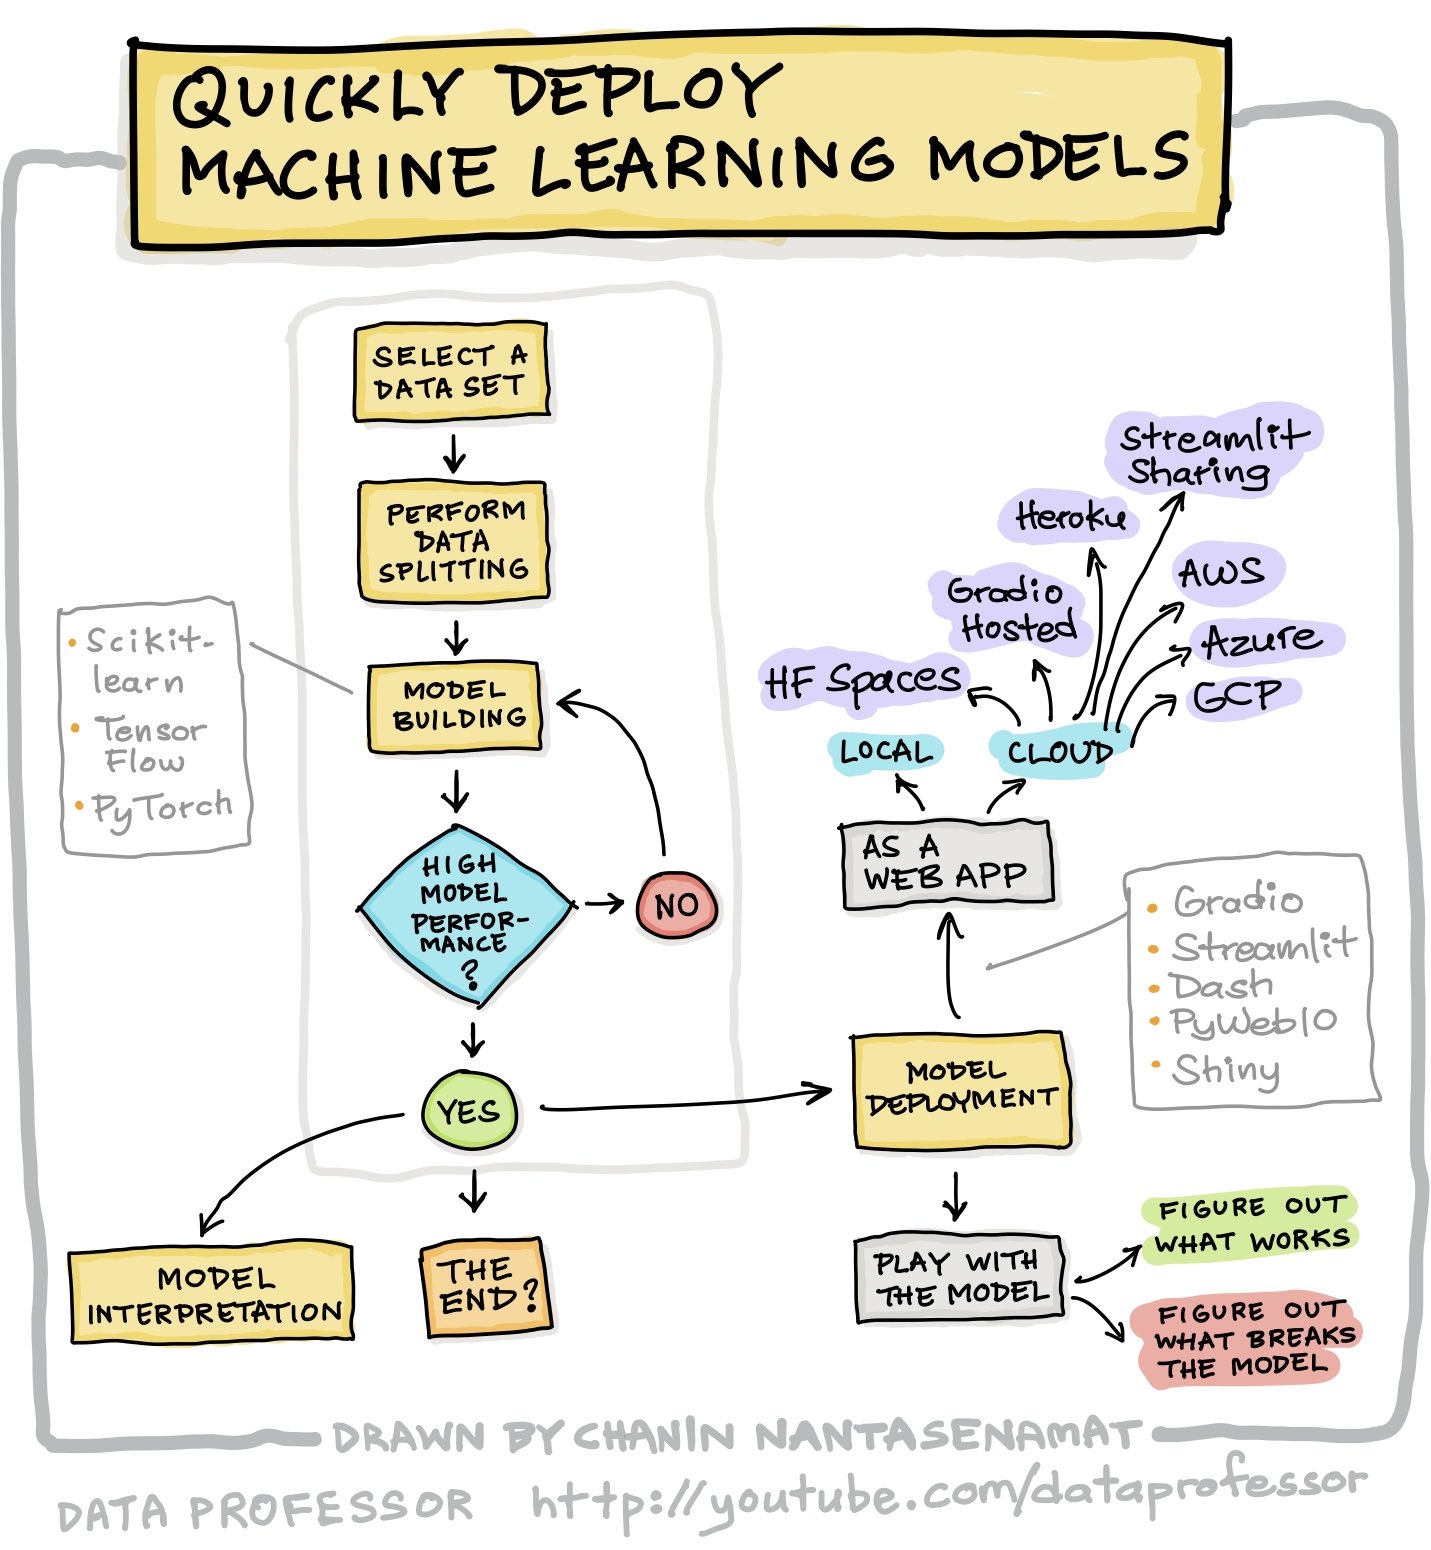 QUICKLY DEPLOY
MACHINE LEARNING MODELS
SELECT A
DATA SET
PERFORM
DATA
SPLITTING
• Scikit-
learn
• Tensor
Flow
• PyTorch
MODEL
BUILDING
HIGH
MODEL
PERFOR-
MANCE
?
NO
YES
MODEL
INTERPRETATION
THE
END?
Streamlit
Sharing
Heroku
Gradio
Hosted
HF Spaces
AWS
Azure
GCP
LOCAL
CLOUD
AS A
WEB APP
• Gradio
• Streamlit
• Dash
• PyWebIO
• Shiny
MODEL
DEPLOYMENT
PLAY WITH
THE MODEL
FIGURE OUT
WHAT WORKS
FIGURE OUT
WHAT BREAKS
THE MODEL
DRAWN BY CHANIN NANTASENAMAT
DATA PROFESSOR http://youtube.com/dataprofessor